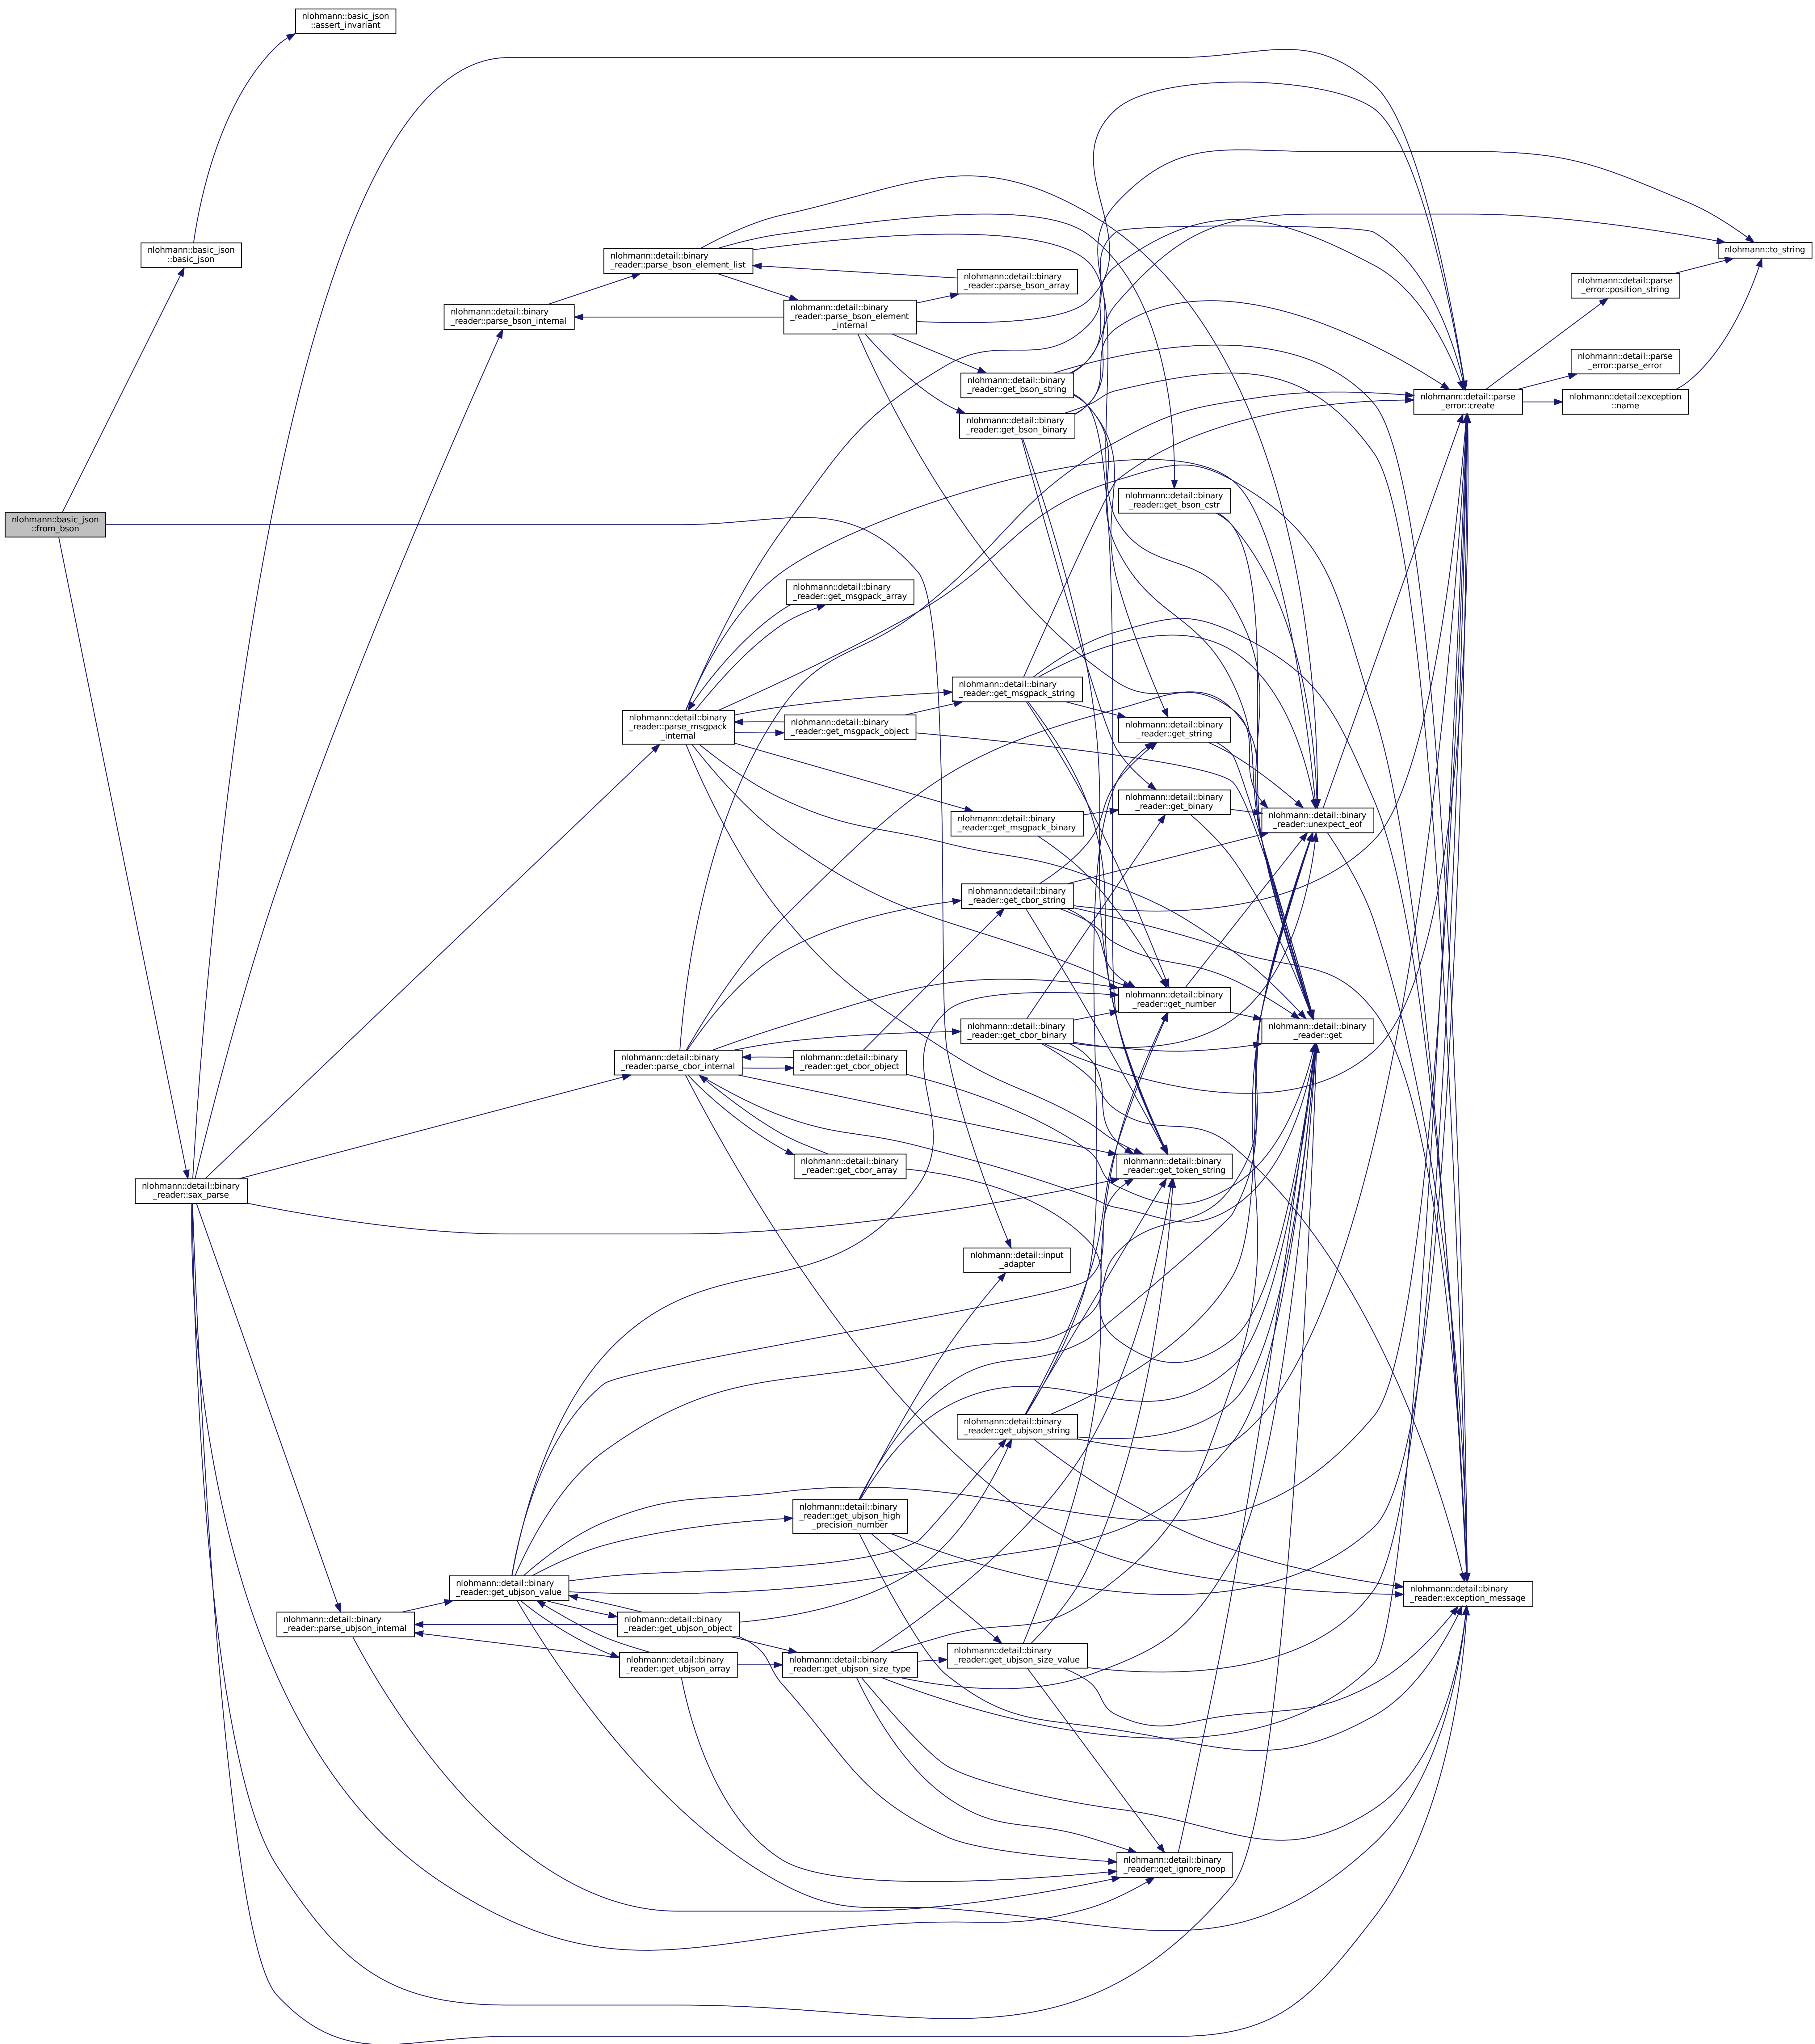 nlohmann::basic_json
::assert_invariant
nlohmann::basic_json
::basic_json
nlohmann::basic_json
::from_bson
nlohmann::detail::binary
_reader::sax_parse
nlohmann::detail::binary
_reader::parse_bson_internal
nlohmann::detail::binary
_reader::parse_bson_element_list
nlohmann::detail::binary
_reader::parse_bson_element
_internal
nlohmann::detail::binary
_reader::parse_bson_array
nlohmann::detail::binary
_reader::get_bson_string
nlohmann::detail::binary
_reader::get_bson_binary
nlohmann::detail::binary
_reader::get_bson_cstr
nlohmann::to_string
nlohmann::detail::parse
_error::position_string
nlohmann::detail::parse
_error::parse_error
nlohmann::detail::parse
_error::create
nlohmann::detail::exception
::name
nlohmann::detail::binary
_reader::get_msgpack_array
nlohmann::detail::binary
_reader::parse_msgpack
_internal
nlohmann::detail::binary
_reader::get_msgpack_object
nlohmann::detail::binary
_reader::get_msgpack_string
nlohmann::detail::binary
_reader::get_msgpack_binary
nlohmann::detail::binary
_reader::get_string
nlohmann::detail::binary
_reader::get_binary
nlohmann::detail::binary
_reader::unexpect_eof
nlohmann::detail::binary
_reader::get_cbor_string
nlohmann::detail::binary
_reader::get_number
nlohmann::detail::binary
_reader::get_cbor_binary
nlohmann::detail::binary
_reader::get
nlohmann::detail::binary
_reader::parse_cbor_internal
nlohmann::detail::binary
_reader::get_cbor_object
nlohmann::detail::binary
_reader::get_cbor_array
nlohmann::detail::binary
_reader::get_token_string
nlohmann::detail::input
_adapter
nlohmann::detail::binary
_reader::get_ubjson_string
nlohmann::detail::binary
_reader::get_ubjson_high
_precision_number
nlohmann::detail::binary
_reader::get_ubjson_value
nlohmann::detail::binary
_reader::parse_ubjson_internal
nlohmann::detail::binary
_reader::get_ubjson_object
nlohmann::detail::binary
_reader::get_ubjson_array
nlohmann::detail::binary
_reader::get_ubjson_size_type
nlohmann::detail::binary
_reader::get_ubjson_size_value
nlohmann::detail::binary
_reader::exception_message
nlohmann::detail::binary
_reader::get_ignore_noop